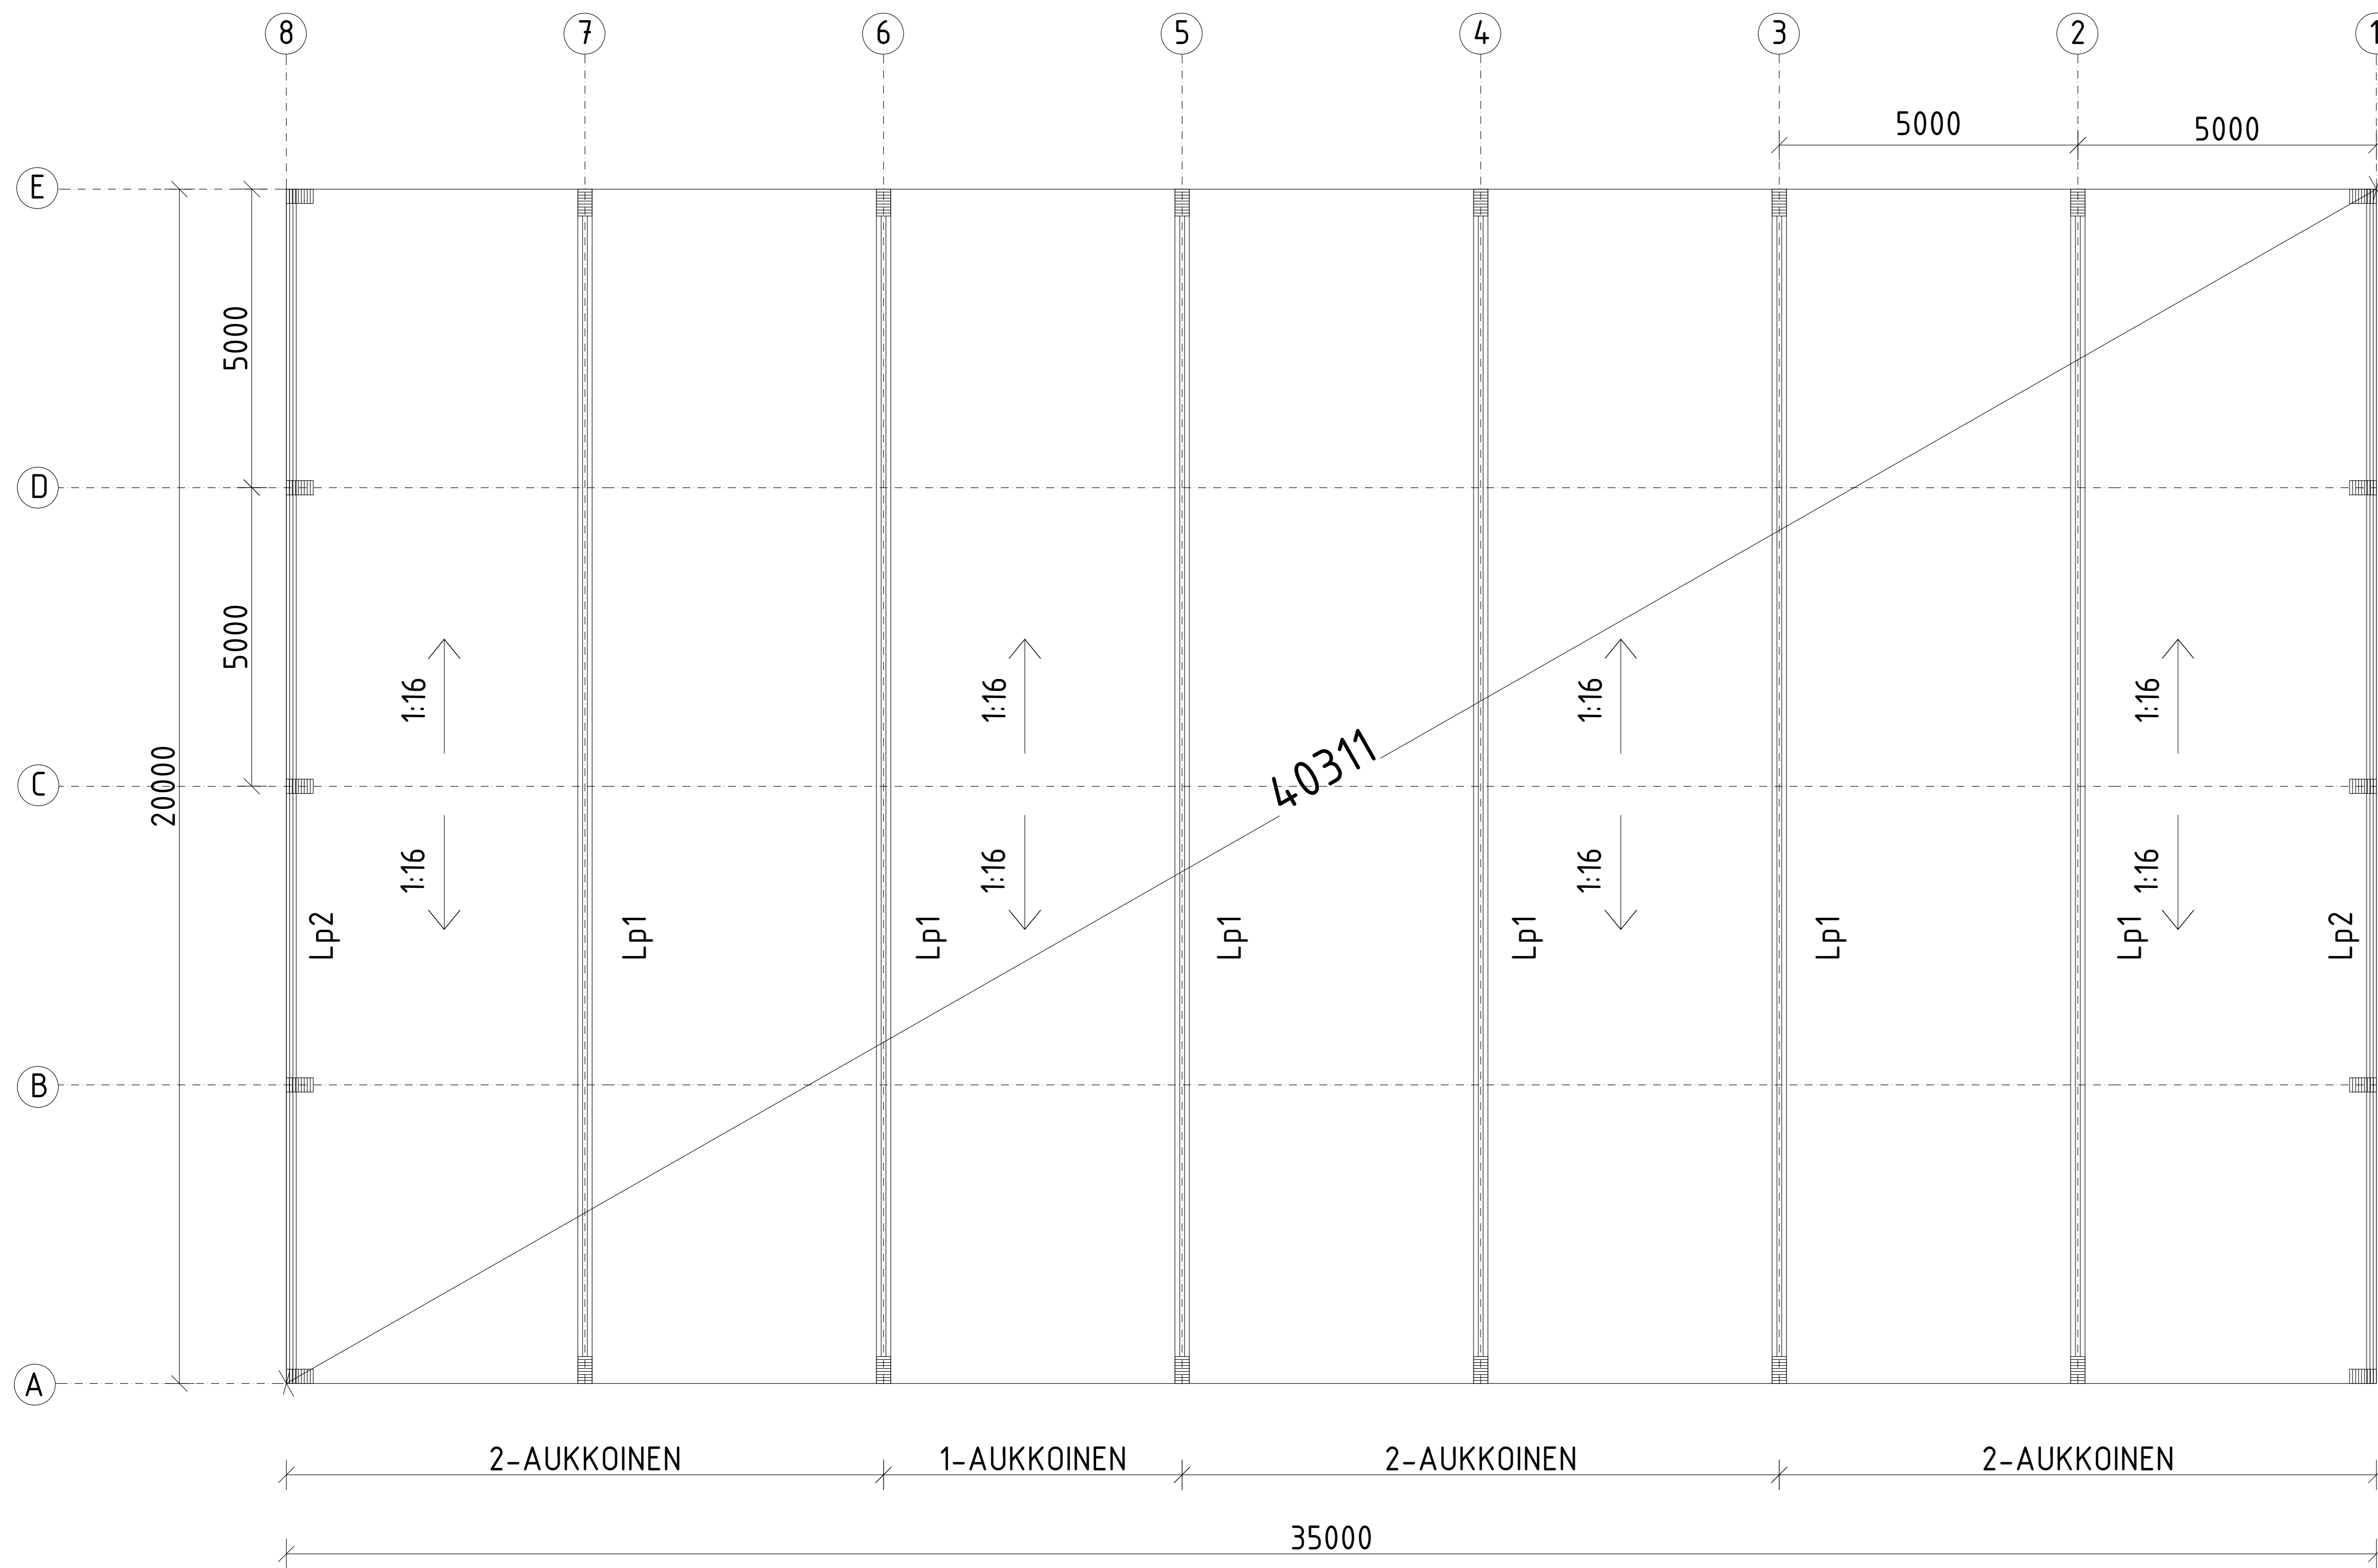 8 7 6 5 4 3 2 1
5000 5000
E
5000
D
5000
1:16 1:16 1:16 1:16
40311
20000
C
1:16 1:16 1:16 1:16
Lp2 Lp1 Lp1 Lp1 Lp1 Lp1 Lp1 Lp2
B
A
2-AUKKOINEN 1-AUKKOINEN 2-AUKKOINEN 2-AUKKOINEN
35000